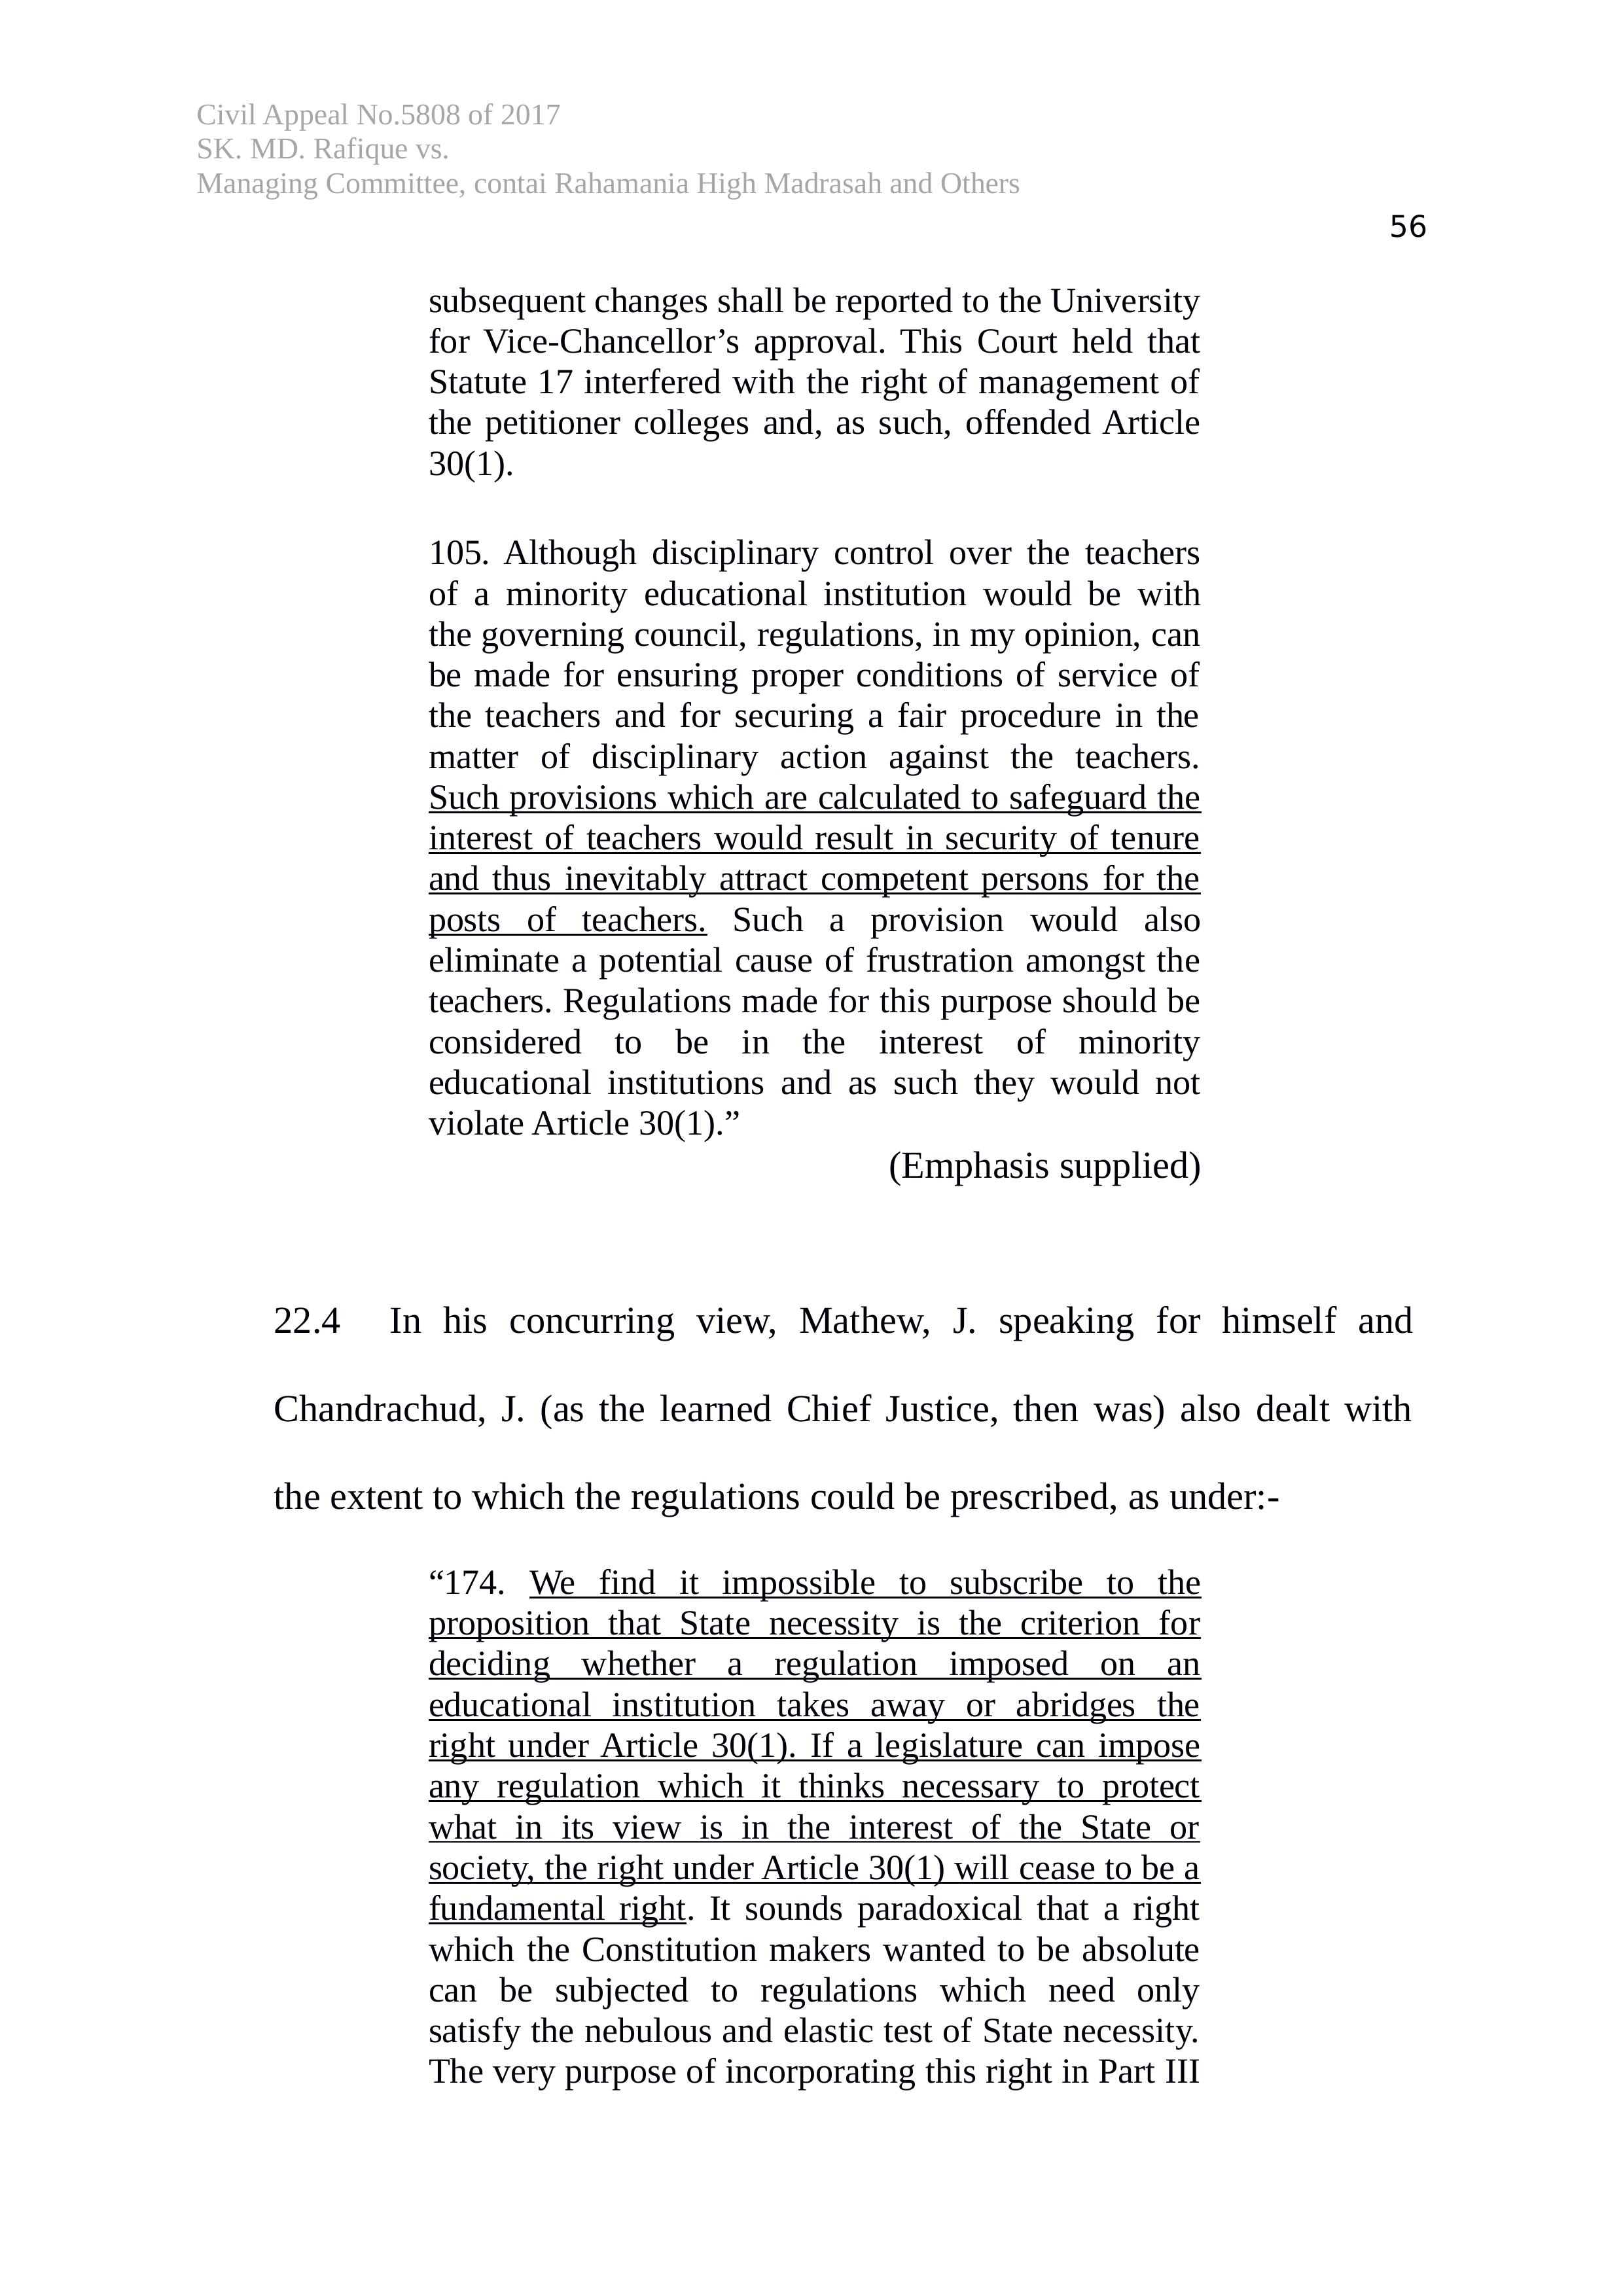 Civil Appeal No.5808 of 2017
SK. MD. Rafique vs.
Managing Committee, contai Rahamania High Madrasah and Others
56
subsequent changes shall be reported to the University
for Vice-Chancellor’s approval. This Court held that
Statute 17 interfered with the right of management of
the petitioner colleges and, as such, offended Article
30(1).
105. Although disciplinary control over the teachers
of a minority educational institution would be with
the governing council, regulations, in my opinion, can
be made for ensuring proper conditions of service of
the teachers and for securing a fair procedure in the
matter of disciplinary action against the teachers.
Such provisions which are calculated to safeguard the
interest of teachers would result in security of tenure
and thus inevitably attract competent persons for the
posts of teachers. Such a provision would also
eliminate a potential cause of frustration amongst the
teachers. Regulations made for this purpose should be
considered to be in the interest of minority
educational institutions and as such they would not
violate Article 30(1).”
(Emphasis supplied)
22.4 In his concurring view, Mathew, J. speaking for himself and
Chandrachud, J. (as the learned Chief Justice, then was) also dealt with
the extent to which the regulations could be prescribed, as under:-
“174. We find it impossible to subscribe to the
proposition that State necessity is the criterion for
deciding whether a regulation imposed on an
educational institution takes away or abridges the
right under Article 30(1). If a legislature can impose
any regulation which it thinks necessary to protect
what in its view is in the interest of the State or
society, the right under Article 30(1) will cease to be a
fundamental right. It sounds paradoxical that a right
which the Constitution makers wanted to be absolute
can be subjected to regulations which need only
satisfy the nebulous and elastic test of State necessity.
The very purpose of incorporating this right in Part III